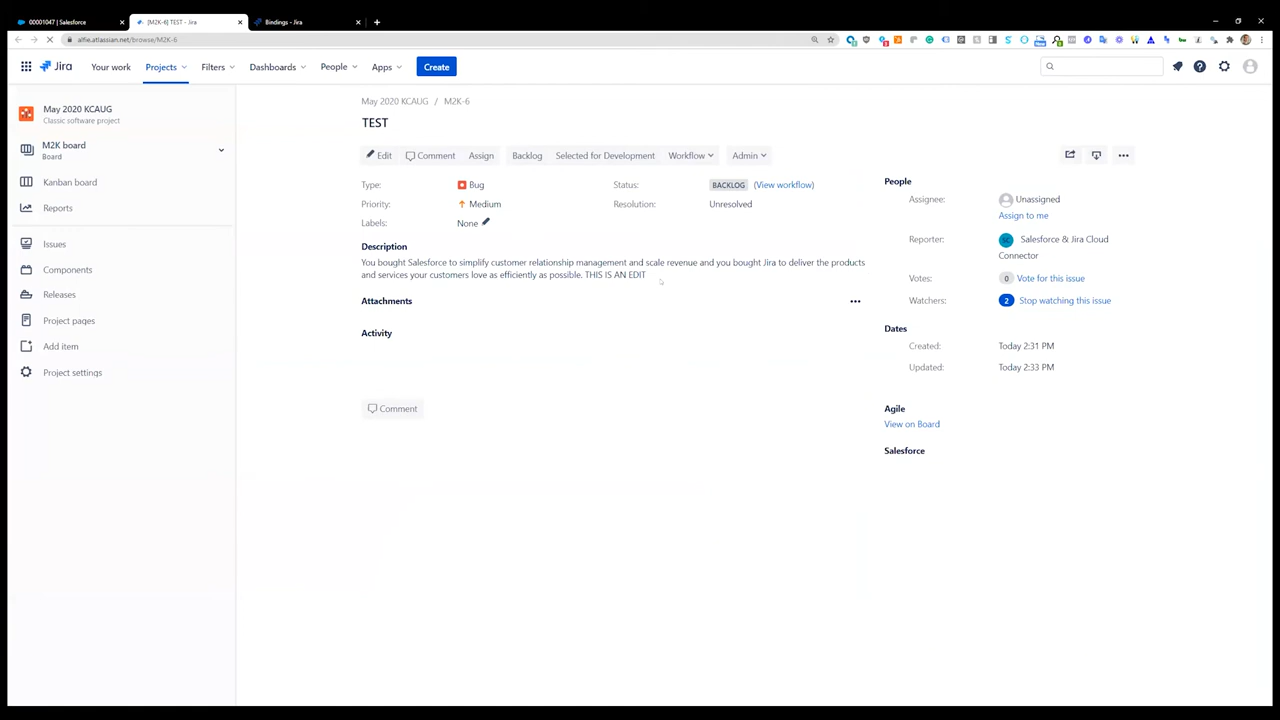 00001047 | Salesforce
[M2K-6] TEST - Jira
Bindings - Jira
alfie.atlassian.net/browse/M2K-6
Jira
Your work
Projects
Filters
Dashboards
People
Apps
Create
May 2020 KCAUG
Classic software project
M2K board
Board
Kanban board
Reports
Issues
Components
Releases
Project pages
Add item
Project settings
May 2020 KCAUG / M2K-6
TEST
Edit
Comment
Assign
Backlog
Selected for Development
Workflow
Admin
Type: Bug
Status: BACKLOG (View workflow)
Priority: Medium
Resolution: Unresolved
Labels: None
Description
You bought Salesforce to simplify customer relationship management and scale revenue and you bought Jira to deliver the products
and services your customers love as efficiently as possible. THIS IS AN EDIT
Attachments
Activity
Comment
People
Assignee: Unassigned
Assign to me
Reporter: Salesforce & Jira Cloud
Connector
Votes: 0 Vote for this issue
Watchers: 2 Stop watching this issue
Dates
Created: Today 2:31 PM
Updated: Today 2:33 PM
Agile
View on Board
Salesforce